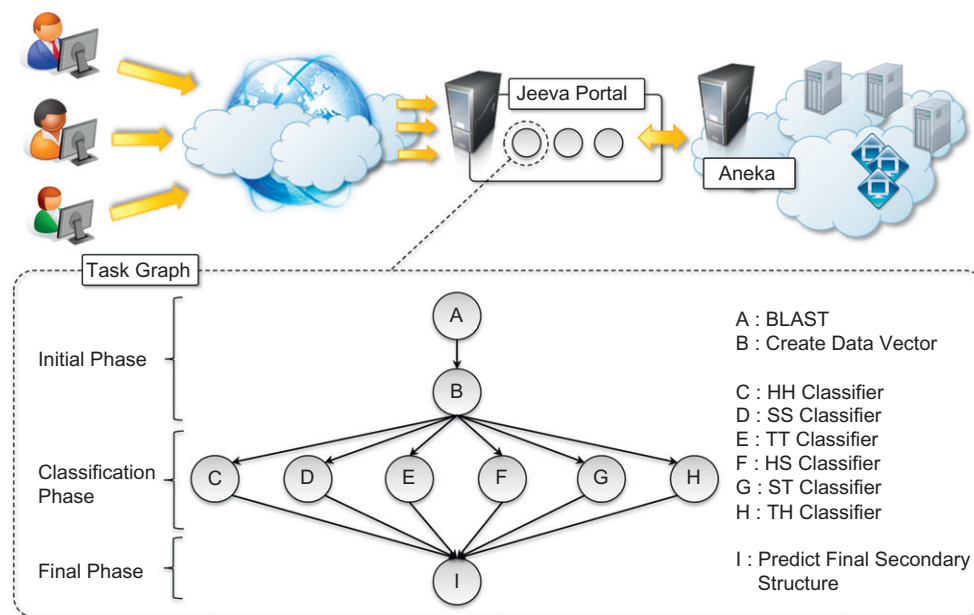 Jeeva Portal
Aneka
Task Graph
Initial Phase
Classification
Phase
Final Phase
A
B
C
D
E
F
G
H
I
A : BLAST
B : Create Data Vector
C : HH Classifier
D : SS Classifier
E : TT Classifier
F : HS Classifier
G : ST Classifier
H : TH Classifier
I : Predict Final Secondary
Structure